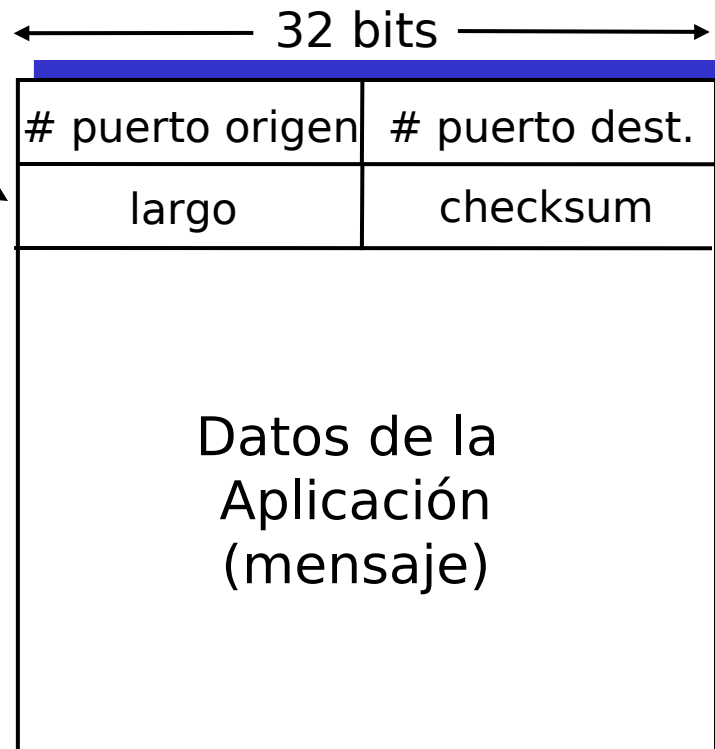 32 bits
# puerto origen # puerto dest.
largo checksum
Datos de la
Aplicación
(mensaje)